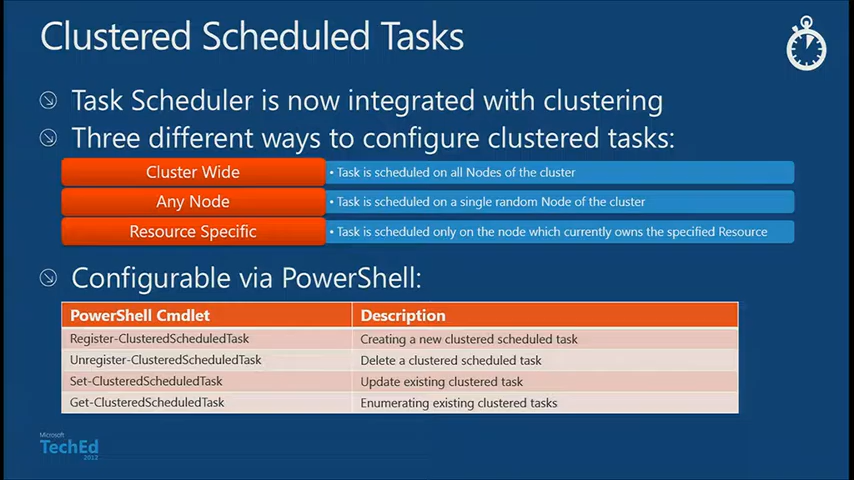 Clustered Scheduled Tasks
Task Scheduler is now integrated with clustering
Three different ways to configure clustered tasks:
Cluster Wide • Task is scheduled on all Nodes of the cluster
Any Node • Task is scheduled on a single random Node of the cluster
Resource Specific • Task is scheduled only on the node which currently owns the specified Resource
Configurable via PowerShell:
PowerShell Cmdlet Description
Register-ClusteredScheduledTask Creating a new clustered scheduled task
Unregister-ClusteredScheduledTask Delete a clustered scheduled task
Set-ClusteredScheduledTask Update existing clustered task
Get-ClusteredScheduledTask Enumerating existing clustered tasks
Microsoft
TechEd
2012